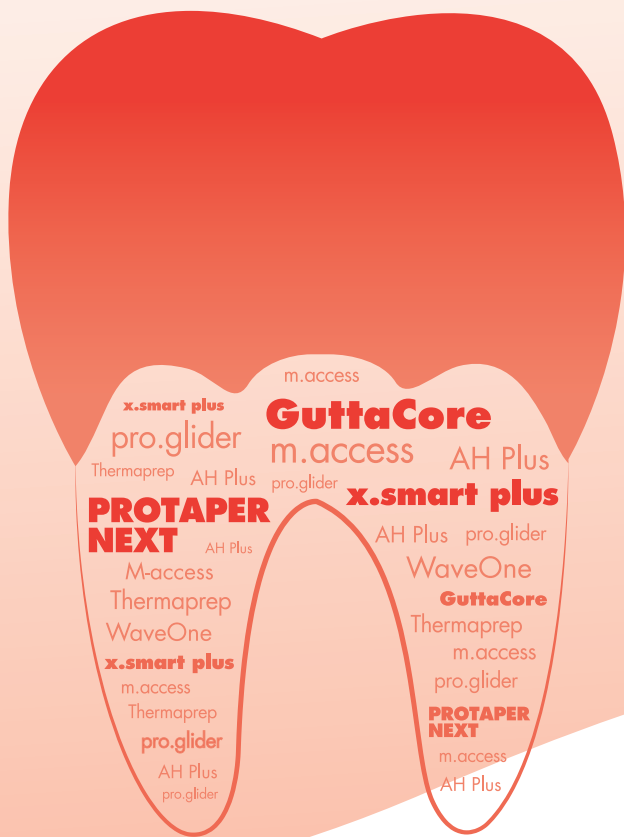 m.access
x.smart plus
GuttaCore
pro.glider
m.access
AH Plus
Thermaprep
AH Plus
pro.glider
x.smart plus
PROTAPER
NEXT
AH Plus
AH Plus
pro.glider
M-access
WaveOne
Thermaprep
GuttaCore
WaveOne
Thermaprep
x.smart plus
m.access
m.access
pro.glider
Thermaprep
PROTAPER
NEXT
pro.glider
m.access
AH Plus
AH Plus
pro.glider